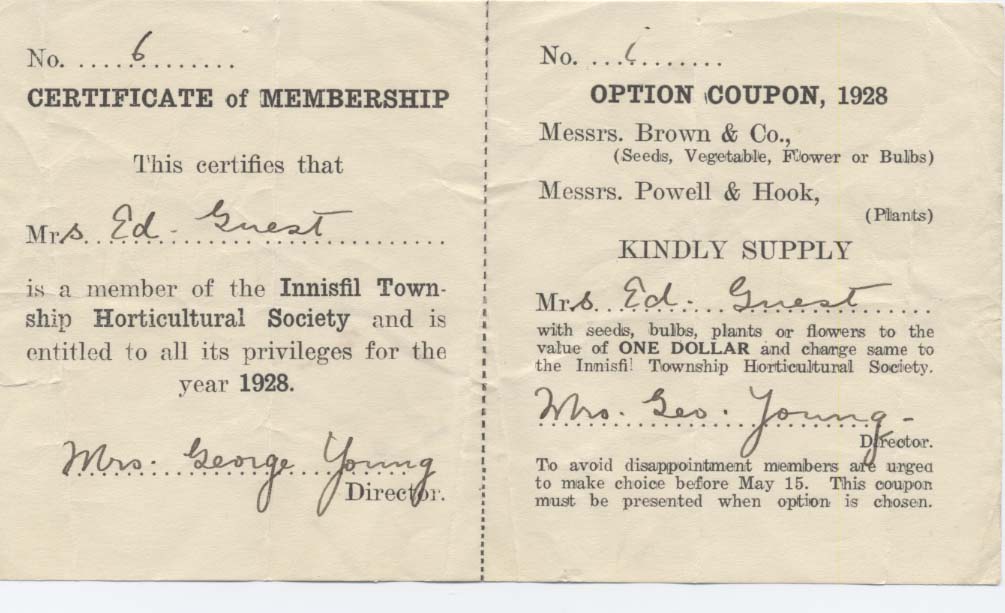 No. ....6.............
CERTIFICATE of MEMBERSHIP
This certifies that
Mrs. Ed. Guest
is a member of the Innisfil Town-
ship Horticultural Society and is
entitled to all its privileges for the
year 1928.
Mrs. George Young
Director.
No. ............
OPTION COUPON, 1928
Messrs. Brown & Co.,
(Seeds, Vegetable, Flower or Bulbs)
Messrs. Powell & Hook,
(Plants)
KINDLY SUPPLY
Mrs. Ed. Guest
with seeds, bulbs, plants or flowers to the
value of ONE DOLLAR and charge same to
the Innisfil Township Horticultural Society.
Mrs. Geo. Young
Director.
To avoid disappointment members are urged
to make choice before May 15. This coupon
must be presented when option is chosen.